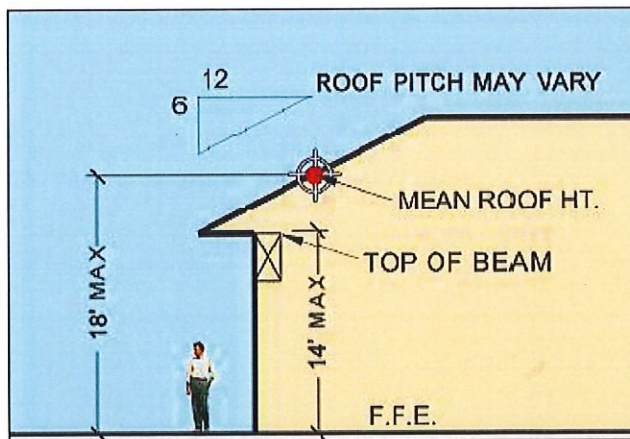 12
6
ROOF PITCH MAY VARY
MEAN ROOF HT.
TOP OF BEAM
18' MAX
14' MAX
F.F.E.